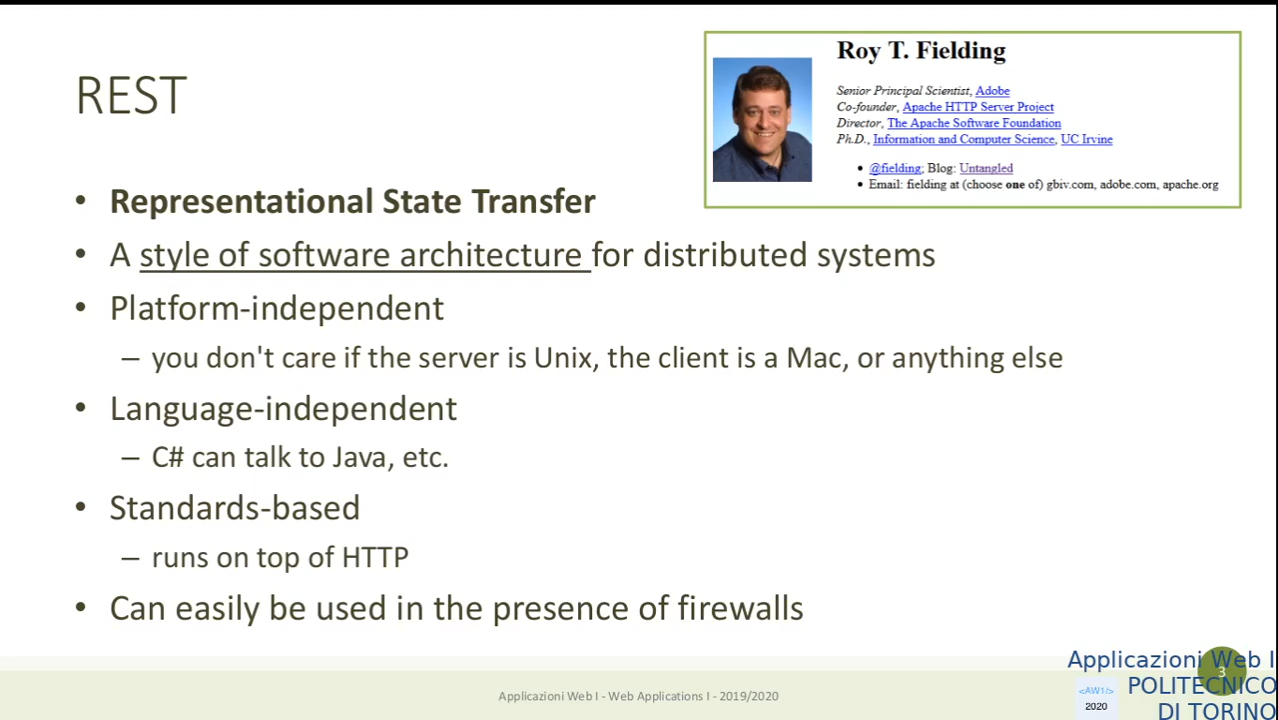 REST
Roy T. Fielding
Senior Principal Scientist, Adobe
Co-founder, Apache HTTP Server Project
Director, The Apache Software Foundation
Ph.D., Information and Computer Science, UC Irvine
• @fielding; Blog: Untangled
• Email: fielding at (choose one of) gbiv.com, adobe.com, apache.org
• Representational State Transfer
• A style of software architecture for distributed systems
• Platform-independent
– you don't care if the server is Unix, the client is a Mac, or anything else
• Language-independent
– C# can talk to Java, etc.
• Standards-based
– runs on top of HTTP
• Can easily be used in the presence of firewalls
Applicazioni Web I - Web Applications I - 2019/2020
3
Applicazioni Web I
POLITECNICO
DI TORINO
<AW1/>
2020